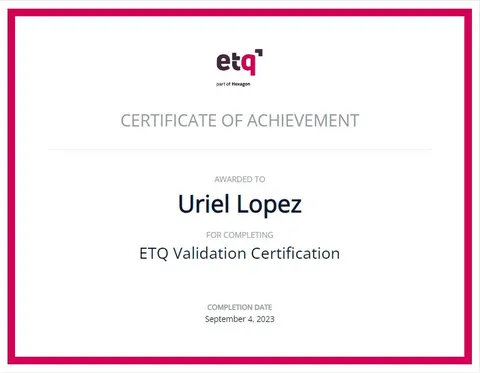 etq
part of Hexagon
CERTIFICATE OF ACHIEVEMENT
AWARDED TO
Uriel Lopez
FOR COMPLETING
ETQ Validation Certification
COMPLETION DATE
September 4, 2023